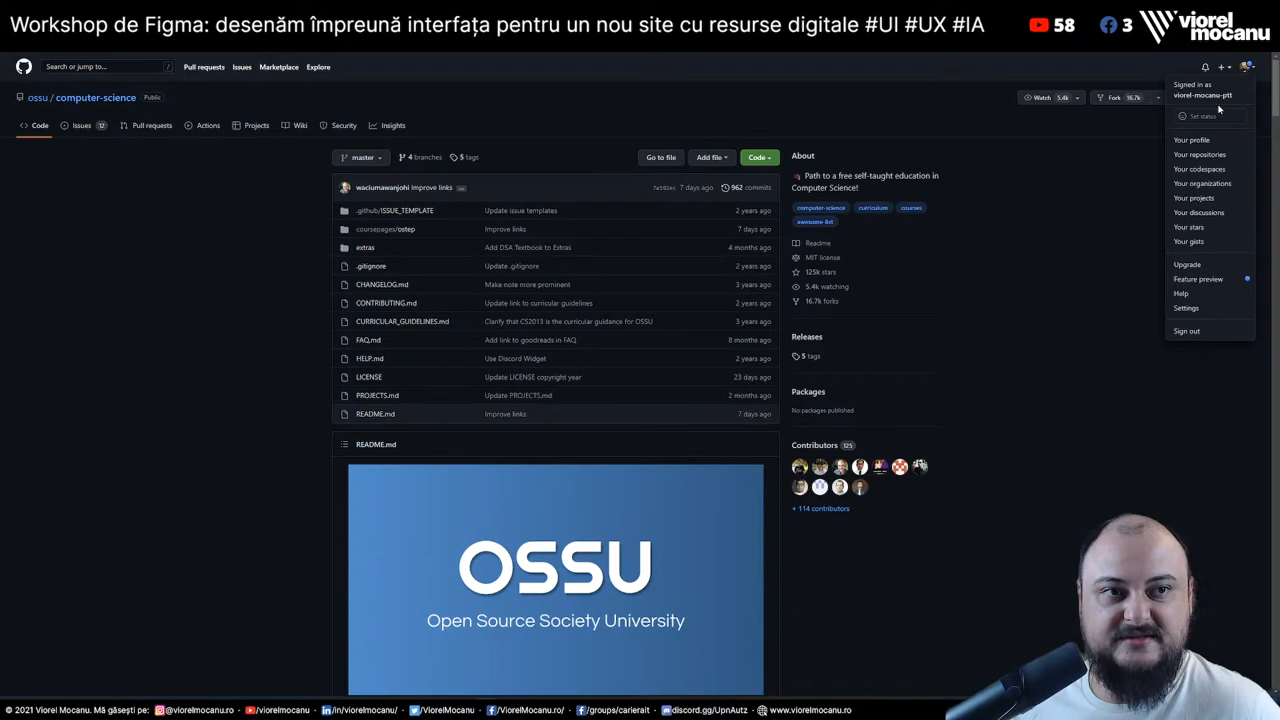 Workshop de Figma: desenăm împreună interfața pentru un nou site cu resurse digitale #UI #UX #IA
58
3
viorel mocanu
Search or jump to...
/
Pull requests
Issues
Marketplace
Explore
Signed in as
viorel-mocanu-ptt
ossu / computer-science
Public
Watch 5.4k
Fork 16.7k
Set status
Code
Issues 12
Pull requests
Actions
Projects
Wiki
Security
Insights
Your profile
Your repositories
Your codespaces
Your organizations
Your projects
Your discussions
Your stars
Your gists
Upgrade
Feature preview
Help
Settings
Sign out
master
4 branches
5 tags
Go to file
Add file
Code
waciumawanjohi Improve links
7 days ago
962 commits
.github/ISSUE_TEMPLATE Update issue templates 2 years ago
coursepages/ostep Improve links 7 days ago
extras Add DSA Textbook to Extras 4 months ago
.gitignore Update .gitignore 2 years ago
CHANGELOG.md Make note more prominent 2 years ago
CONTRIBUTING.md Update link to curricular guidelines 2 years ago
CURRICULAR_GUIDELINES.md Clarify that CS2013 is the curricular guidance for OSSU 3 years ago
FAQ.md Add link to goodreads in FAQ 8 months ago
HELP.md Use Discord Widget 2 years ago
LICENSE Update LICENSE copyright year 23 days ago
PROJECTS.md Update PROJECTS.md 2 months ago
README.md Improve links 7 days ago
README.md
OSSU
Open Source Society University
About
Path to a free self-taught education in
Computer Science!
computer-science curriculum courses
awesome-list
Readme
MIT license
125k stars
5.4k watching
16.7k forks
Releases
5 tags
Packages
No packages published
Contributors 125
+ 114 contributors
© 2021 Viorel Mocanu. Mă găsești pe: @viorelmocanu.ro /viorelmocanu /in/viorelmocanu/ /ViorelMocanu /ViorelMocanu.ro/ /groups/carierait discord.gg/UpnAutz www.viorelmocanu.ro